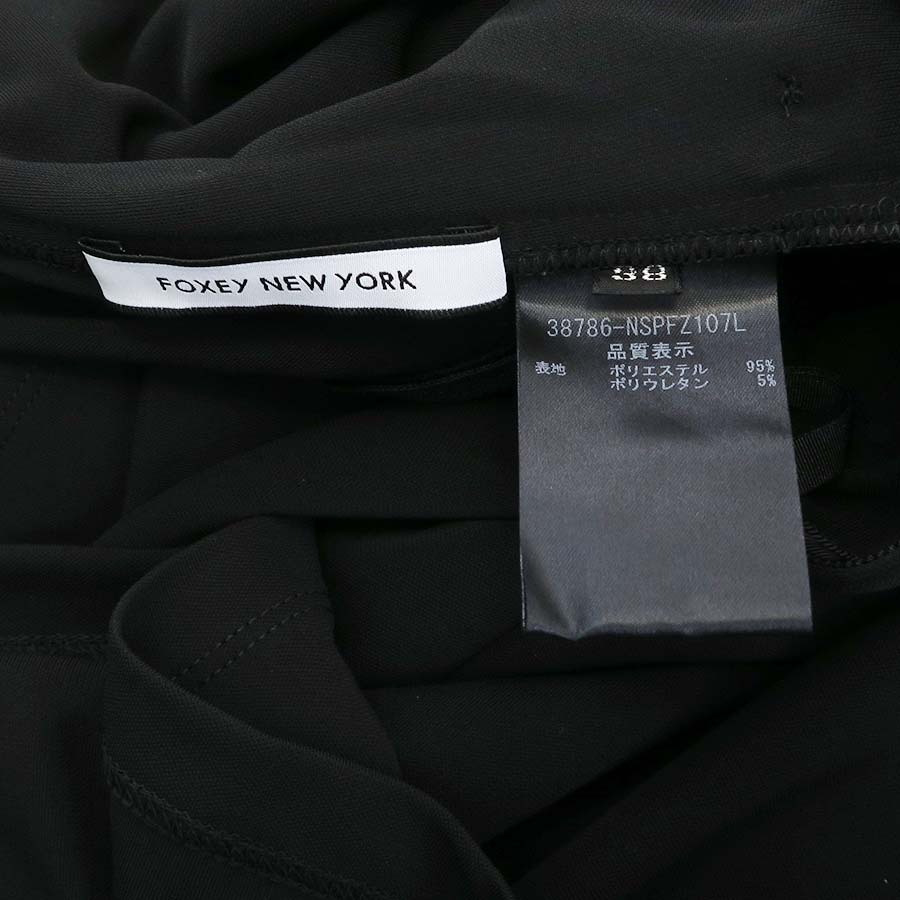 FOXEY NEW YORK
38
38786-NSPFZ107L
品質表示
表地 ポリエステル 95%
ポリウレタン 5%